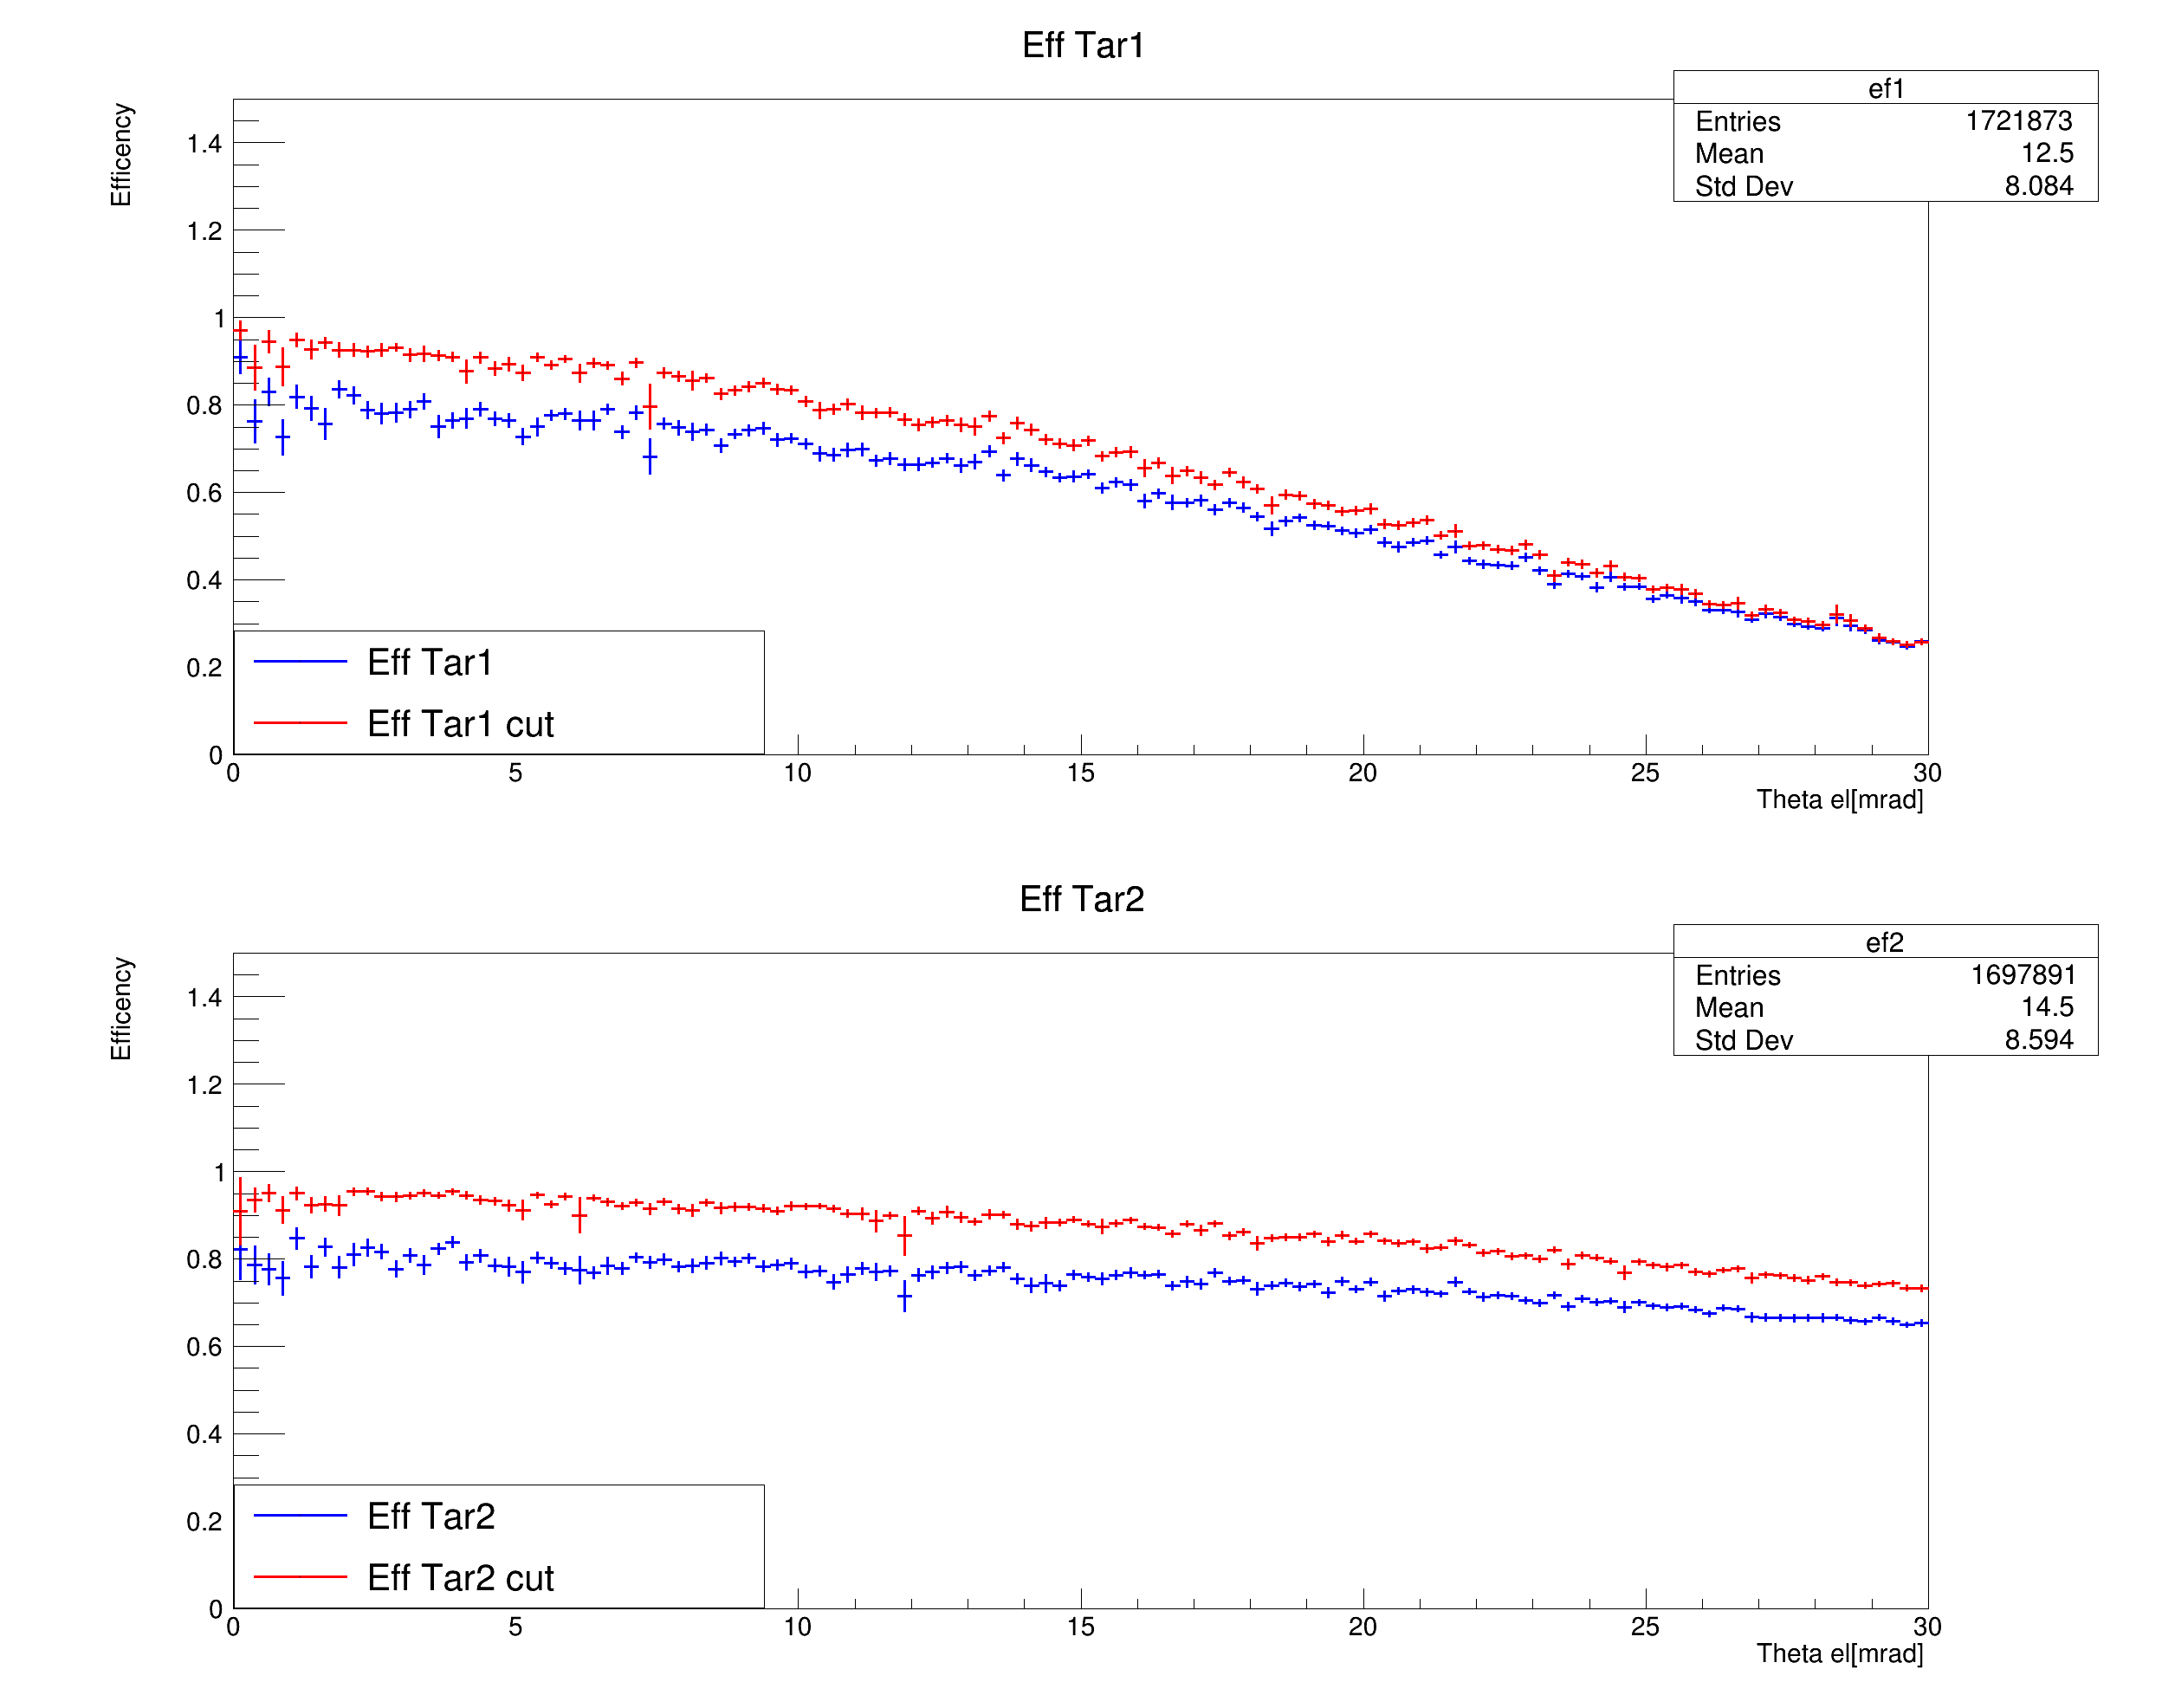 Eff Tar1
ef1
Entries 1721873
Mean 12.5
Std Dev 8.084
Efficency
1.4
1.2
1
0.8
0.6
0.4
0.2
0
Eff Tar1
Eff Tar1 cut
0 5 10 15 20 25 30
Theta el[mrad]
Eff Tar2
ef2
Entries 1697891
Mean 14.5
Std Dev 8.594
Efficency
1.4
1.2
1
0.8
0.6
0.4
0.2
0
Eff Tar2
Eff Tar2 cut
0 5 10 15 20 25 30
Theta el[mrad]